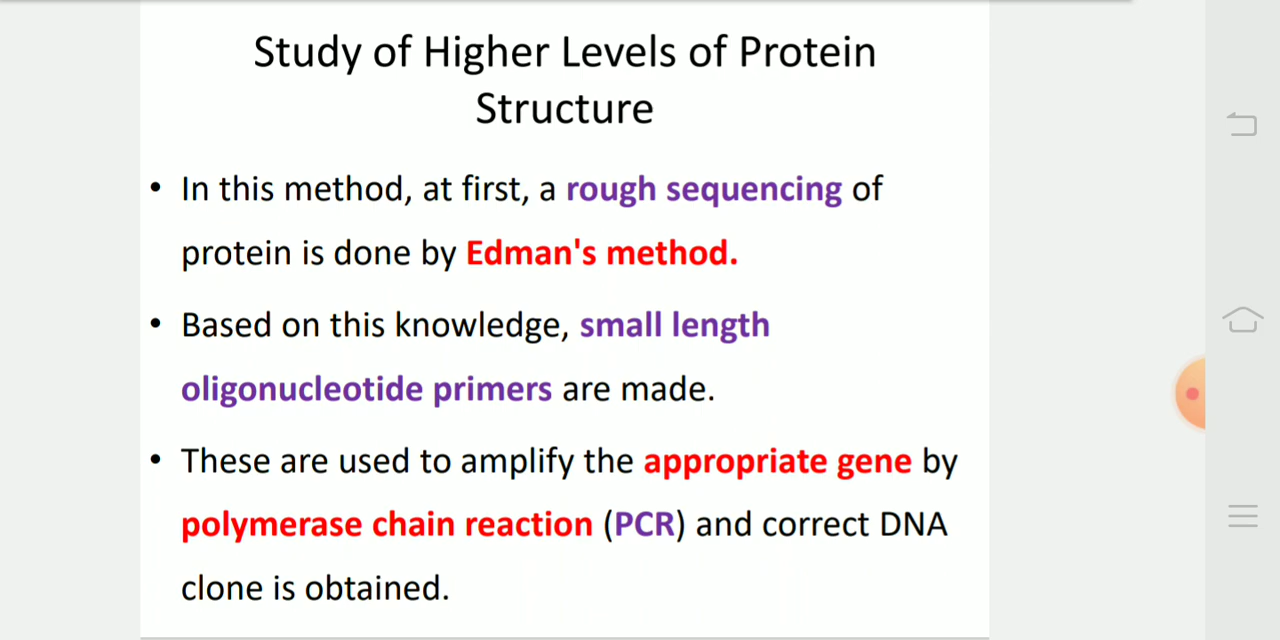 Study of Higher Levels of Protein
Structure
• In this method, at first, a rough sequencing of
protein is done by Edman's method.
• Based on this knowledge, small length
oligonucleotide primers are made.
• These are used to amplify the appropriate gene by
polymerase chain reaction (PCR) and correct DNA
clone is obtained.